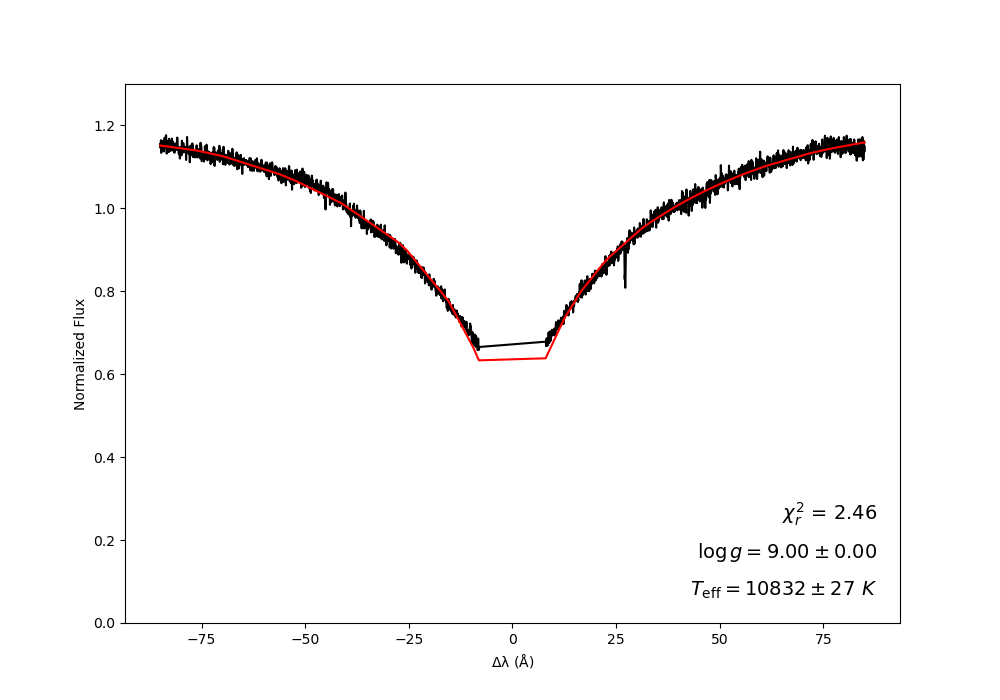 1.2
1.0
0.8
0.6
0.4
0.2
0.0
Normalized Flux
χ²ᵣ = 2.46
log g = 9.00 ± 0.00
T_eff = 10832 ± 27 K
−75 −50 −25 0 25 50 75
Δλ (Å)